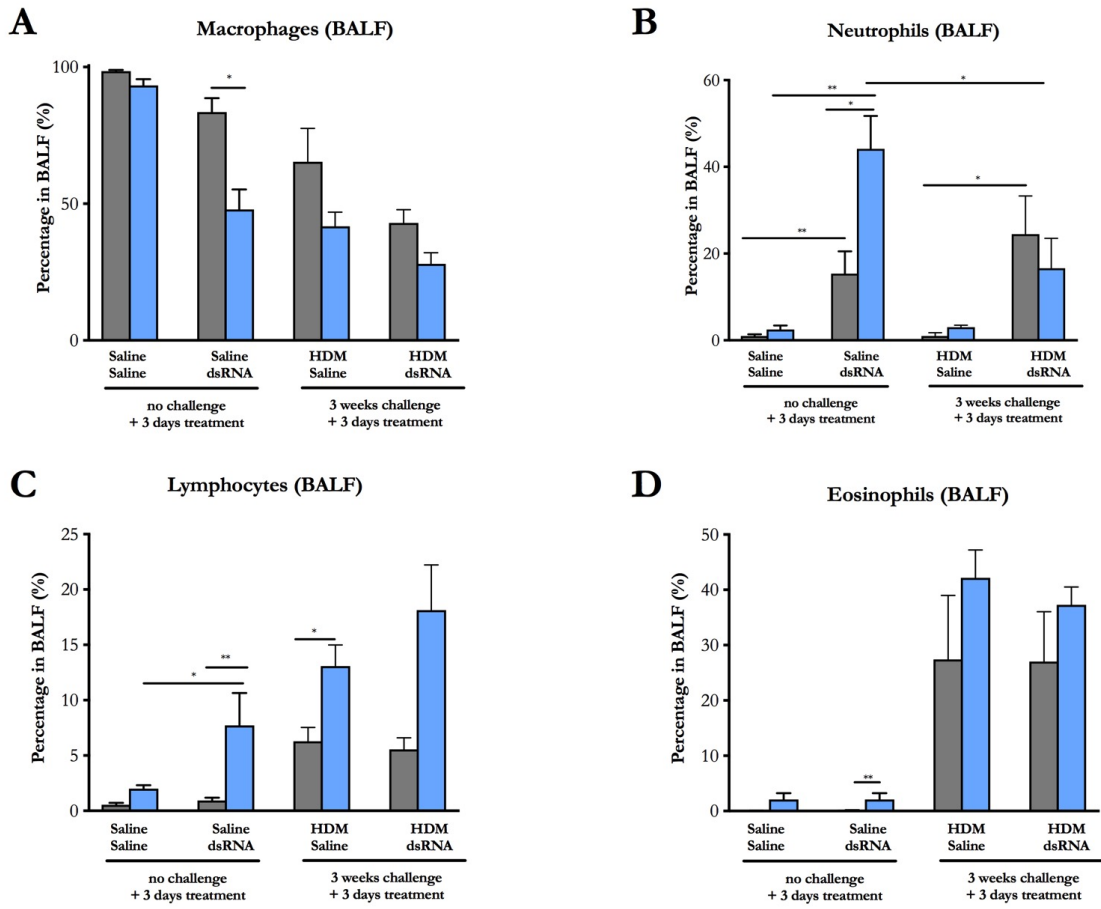 A
Macrophages (BALF)
Percentage in BALF (%)
100
50
0
*
Saline Saline HDM HDM
Saline dsRNA Saline dsRNA
no challenge 3 weeks challenge
+ 3 days treatment + 3 days treatment
B
Neutrophils (BALF)
Percentage in BALF (%)
60
40
20
0
*
**
*
*
**
Saline Saline HDM HDM
Saline dsRNA Saline dsRNA
no challenge 3 weeks challenge
+ 3 days treatment + 3 days treatment
C
Lymphocytes (BALF)
Percentage in BALF (%)
25
20
15
10
5
0
*
**
*
Saline Saline HDM HDM
Saline dsRNA Saline dsRNA
no challenge 3 weeks challenge
+ 3 days treatment + 3 days treatment
D
Eosinophils (BALF)
Percentage in BALF (%)
50
40
30
20
10
0
**
Saline Saline HDM HDM
Saline dsRNA Saline dsRNA
no challenge 3 weeks challenge
+ 3 days treatment + 3 days treatment